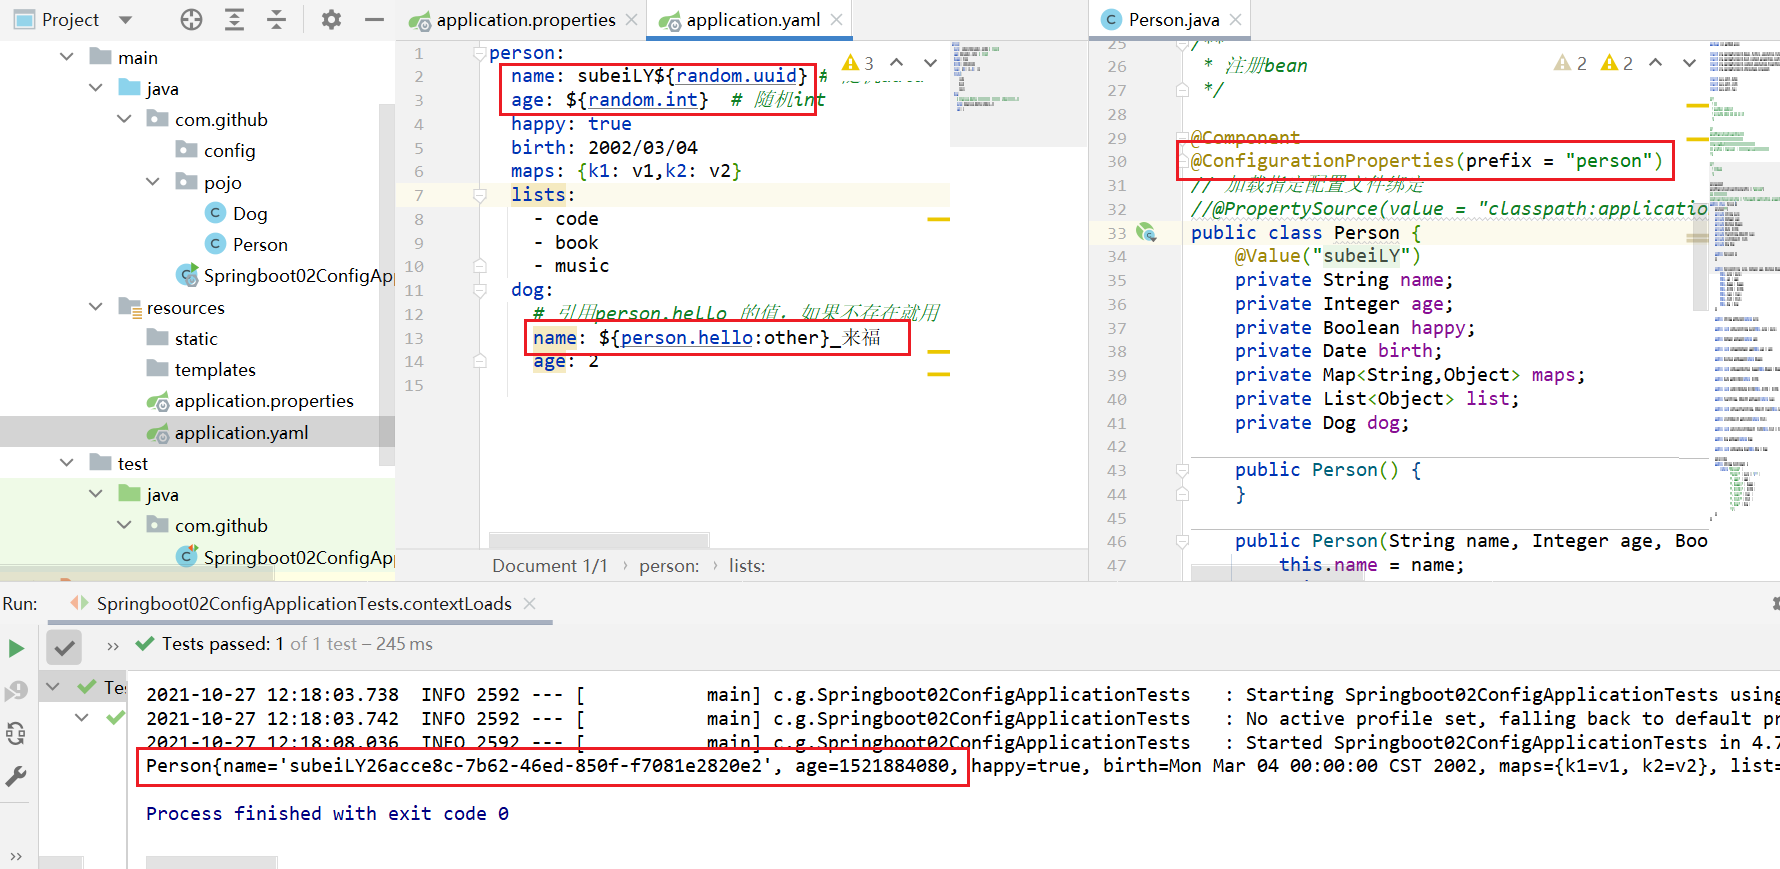 Project
main
java
com.github
config
pojo
Dog
Person
Springboot02ConfigAp
resources
static
templates
application.properties
application.yaml
test
java
com.github
Springboot02ConfigAp
application.properties
application.yaml
3
1 person:
2 name: subeiLY${random.uuid} #
3 age: ${random.int} # 随机int
4 happy: true
5 birth: 2002/03/04
6 maps: {k1: v1,k2: v2}
7 lists:
8 - code
9 - book
10 - music
11 dog:
12 # 引用person.hello 的值, 如果不存在就用
13 name: ${person.hello:other}_来福
14 age: 2
15
Document 1/1 › person: › lists:
Person.java
2 2
25 /**
26 * 注册bean
27 */
28
29 @Component
30 @ConfigurationProperties(prefix = "person")
31 // 加载指定配置文件绑定
32 //@PropertySource(value = "classpath:applicatio
33 public class Person {
34 @Value("subeiLY")
35 private String name;
36 private Integer age;
37 private Boolean happy;
38 private Date birth;
39 private Map<String,Object> maps;
40 private List<Object> list;
41 private Dog dog;
42
43 public Person() {
44 }
45
46 public Person(String name, Integer age, Boo
47 this.name = name;
Run: Springboot02ConfigApplicationTests.contextLoads
» Tests passed: 1 of 1 test – 245 ms
Tes
2021-10-27 12:18:03.738 INFO 2592 --- [ main] c.g.Springboot02ConfigApplicationTests : Starting Springboot02ConfigApplicationTests using
2021-10-27 12:18:03.742 INFO 2592 --- [ main] c.g.Springboot02ConfigApplicationTests : No active profile set, falling back to default pr
2021-10-27 12:18:08.036 INFO 2592 --- [ main] c.g.Springboot02ConfigApplicationTests : Started Springboot02ConfigApplicationTests in 4.7
Person{name='subeiLY26acce8c-7b62-46ed-850f-f7081e2820e2', age=1521884080, happy=true, birth=Mon Mar 04 00:00:00 CST 2002, maps={k1=v1, k2=v2}, list=
Process finished with exit code 0
»